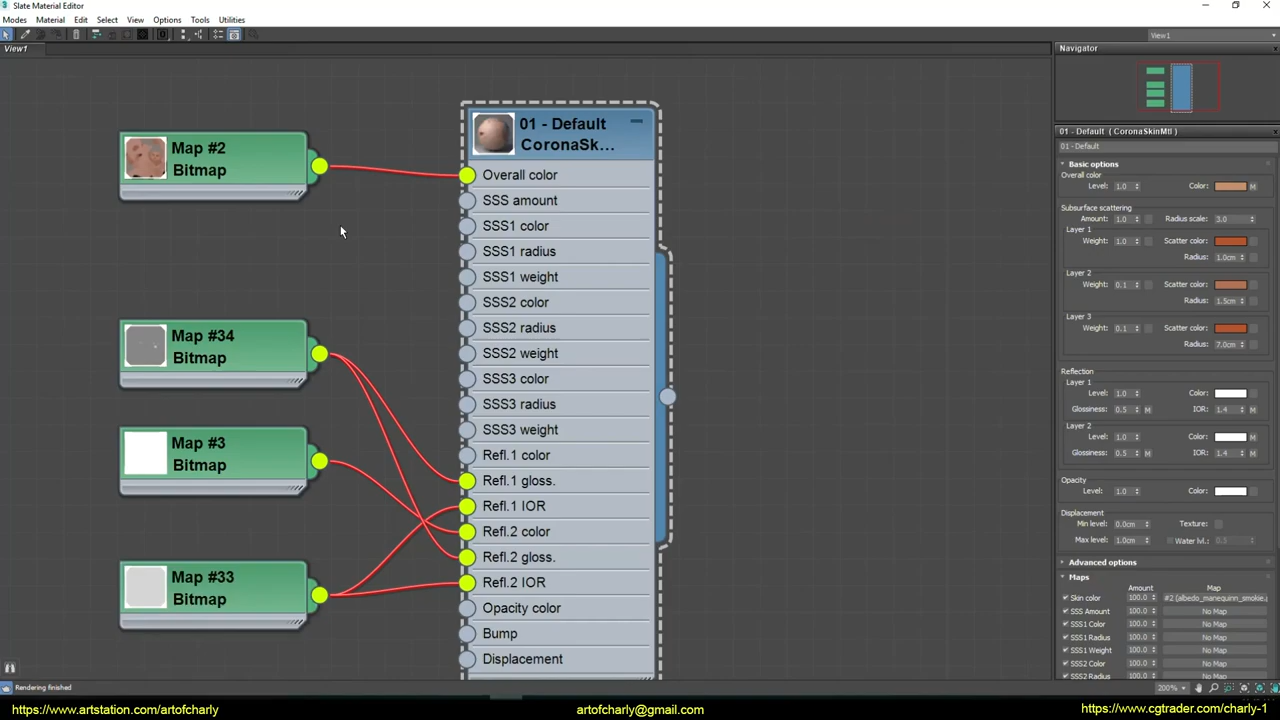 Slate Material Editor
Modes Material Edit Select View Options Tools Utilities
View1
View1
Map #2
Bitmap
Map #34
Bitmap
Map #3
Bitmap
Map #33
Bitmap
01 - Default
CoronaSk...
Overall color
SSS amount
SSS1 color
SSS1 radius
SSS1 weight
SSS2 color
SSS2 radius
SSS2 weight
SSS3 color
SSS3 radius
SSS3 weight
Refl.1 color
Refl.1 gloss.
Refl.1 IOR
Refl.2 color
Refl.2 gloss.
Refl.2 IOR
Opacity color
Bump
Displacement
Navigator
01 - Default ( CoronaSkinMtl )
01 - Default
Basic options
Overall color
Level: 1.0 Color: M
Subsurface scattering
Amount: 1.0 Radius scale: 3.0
Layer 1
Weight: 1.0 Scatter color:
Radius: 1.0cm
Layer 2
Weight: 0.1 Scatter color:
Radius: 1.5cm
Layer 3
Weight: 0.1 Scatter color:
Radius: 7.0cm
Reflection
Layer 1
Level: 1.0 Color:
Glossiness: 0.5 M IOR: 1.4 M
Layer 2
Level: 1.0 Color: M
Glossiness: 0.5 M IOR: 1.4 M
Opacity
Level: 1.0 Color:
Displacement
Min level: 0.0cm Texture:
Max level: 1.0cm Water lvl.: 0.5
Advanced options
Maps
Amount Map
Skin color 100.0 #2 (albedo_manequinn_smokie.
SSS Amount 100.0 No Map
SSS1 Color 100.0 No Map
SSS1 Radius 100.0 No Map
SSS1 Weight 100.0 No Map
SSS2 Color 100.0 No Map
SSS2 Radius 100.0 No Map
Rendering finished
200%
https://www.artstation.com/artofcharly
artofcharly@gmail.com
https://www.cgtrader.com/charly-1